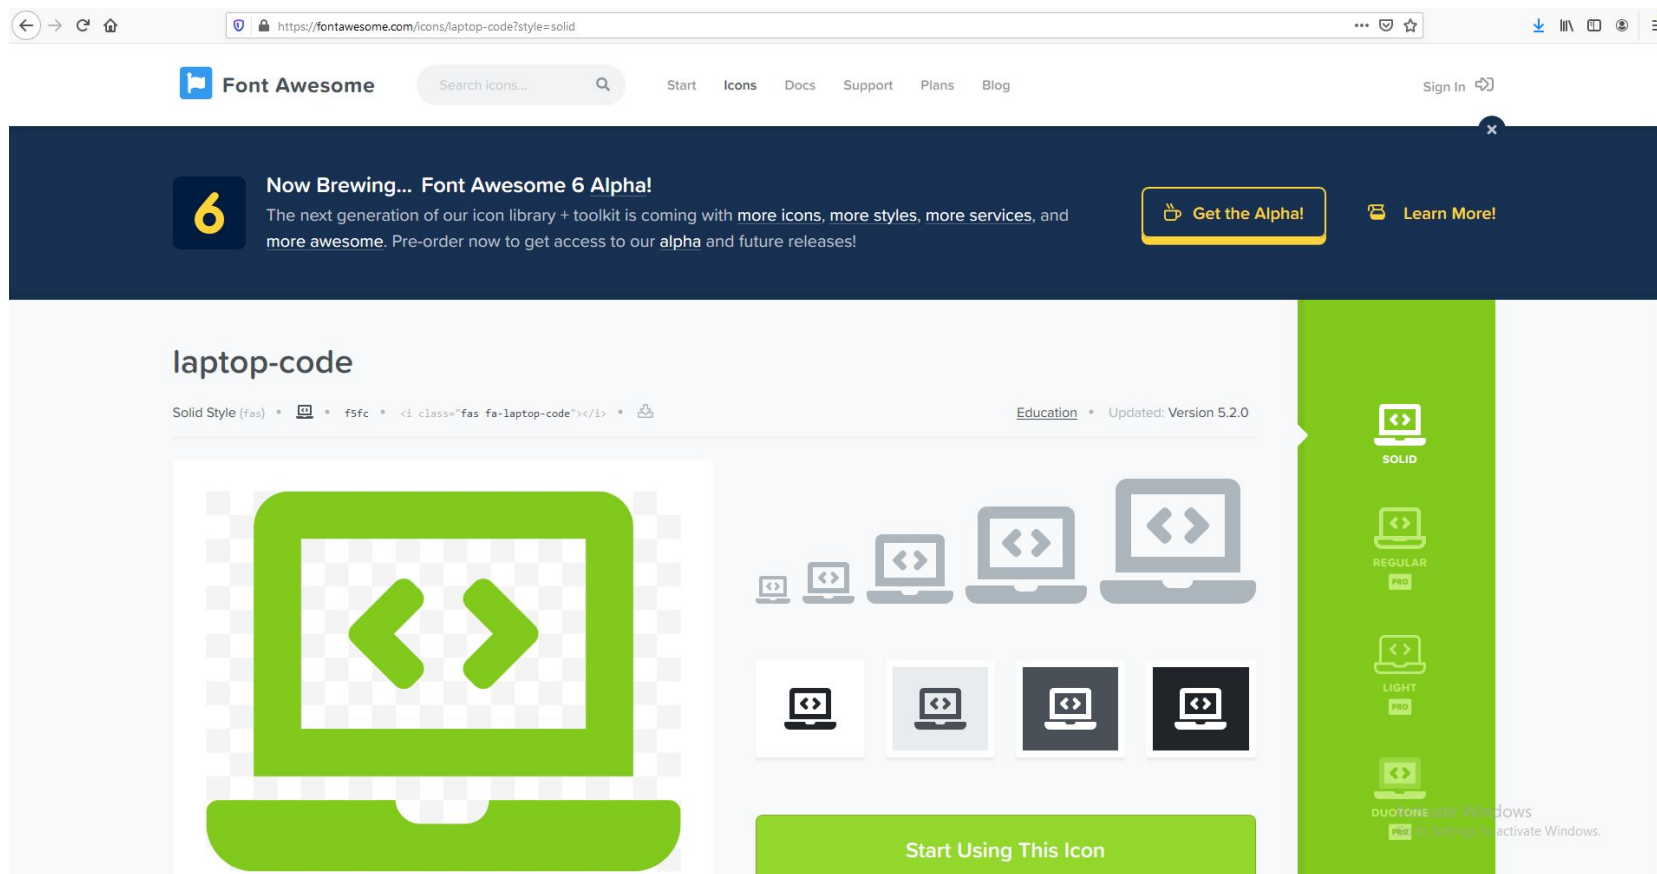 https://fontawesome.com/icons/laptop-code?style=solid
Font Awesome
Search icons...
Start
Icons
Docs
Support
Plans
Blog
Sign In
6
Now Brewing... Font Awesome 6 Alpha!
The next generation of our icon library + toolkit is coming with more icons, more styles, more services, and
more awesome. Pre-order now to get access to our alpha and future releases!
Get the Alpha!
Learn More!
laptop-code
Solid Style (fas) • • f5fc • <i class="fas fa-laptop-code"></i> •
Education • Updated: Version 5.2.0
SOLID
REGULAR
PRO
LIGHT
PRO
DUOTONE
PRO
Start Using This Icon
Windows
activate Windows.